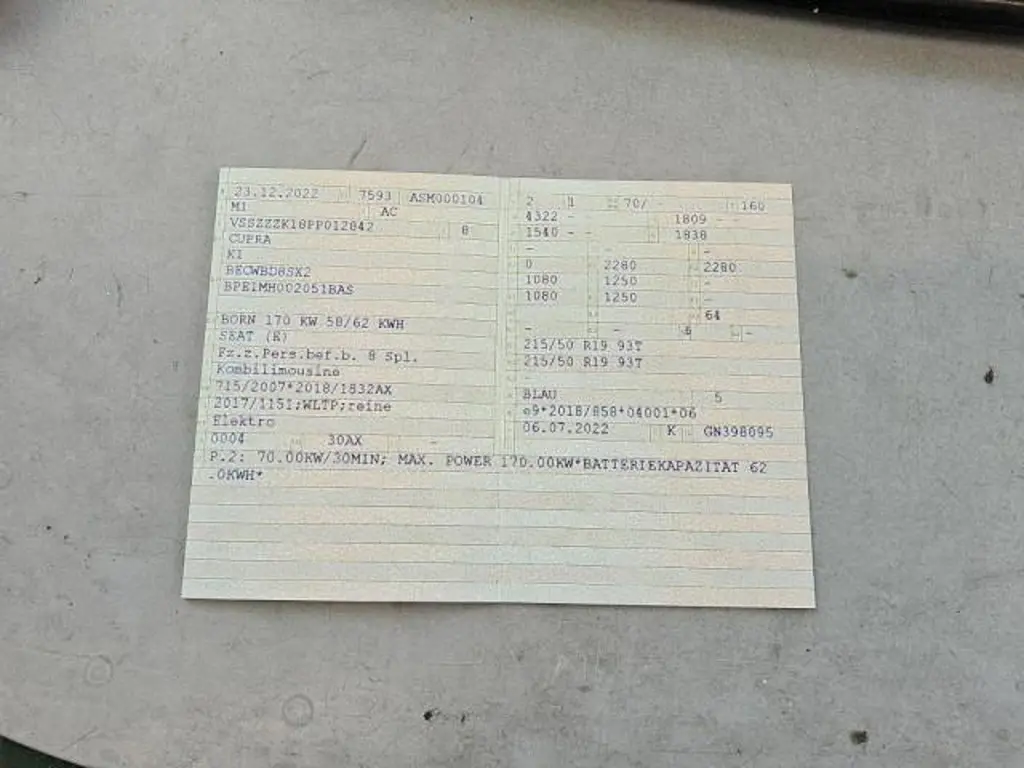 23.12.2022 7593 ASM000104
M1 AC
VSSZZZK18PP012842 8
CUPRA
K1
BECWBD8SX2
BPE1MH002051BAS
BORN 170 KW 58/62 KWH
SEAT (E)
Fz.z.Pers.bef.b. 8 Spl.
Kombilimousine
715/2007*2018/1832AX
2017/1151;WLTP;reine
Elektro
0004 30AX -
2 1 70/ - 160
4322 - 1809 -
1540 - - 1838
- -
0 2280 2280
1080 1250 -
1080 1250 -
64
- - 6 -
215/50 R19 93T
215/50 R19 93T
-
BLAU 5
e9*2018/858*04001*06
06.07.2022 K GN398095
P.2: 70.00KW/30MIN; MAX. POWER 170.00KW*BATTERIEKAPAZITAT 62
.0KWH*